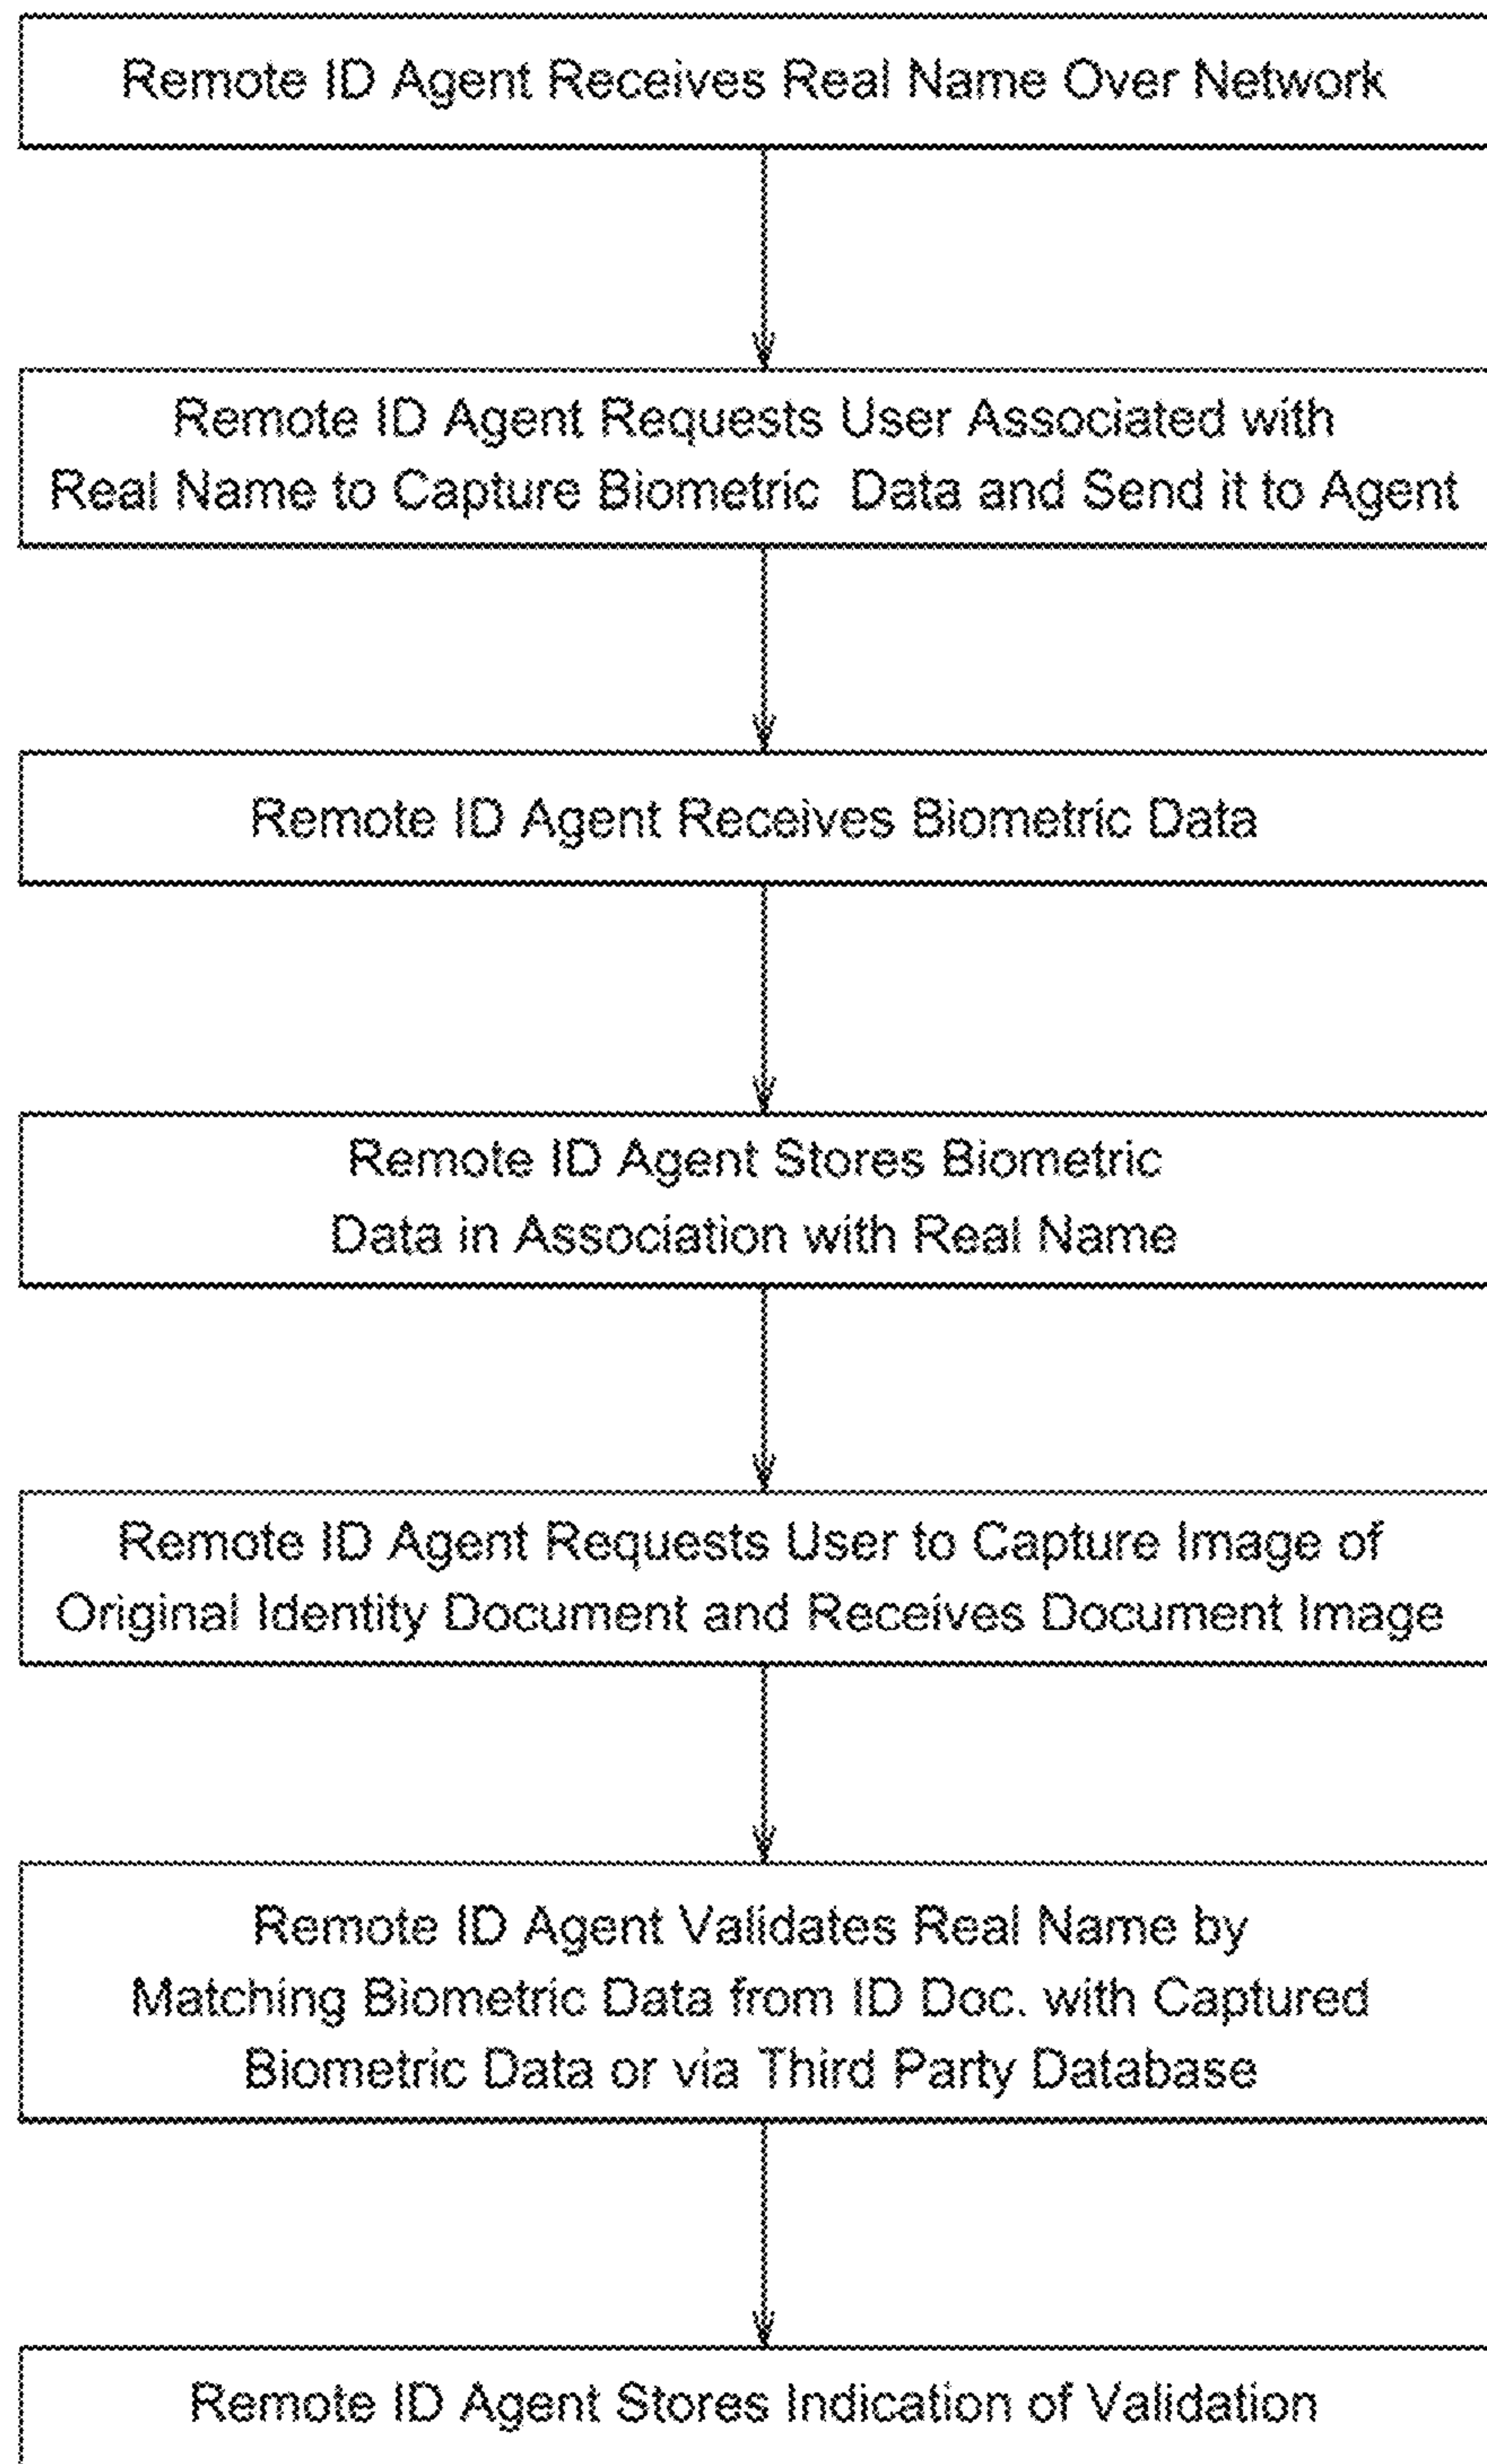 Remote ID Agent Receives Real Name Over Network
Remote ID Agent Requests User Associated with
Real Name to Capture Biometric Data and Send it to Agent
Remote ID Agent Receives Biometric Data
Remote ID Agent Stores Biometric
Data in Association with Real Name
Remote ID Agent Requests User to Capture Image of
Original Identity Document and Receives Document Image
Remote ID Agent Validates Real Name by
Matching Biometric Data from ID Doc. with Captured
Biometric Data or via Third Party Database
Remote ID Agent Stores Indication of Validation